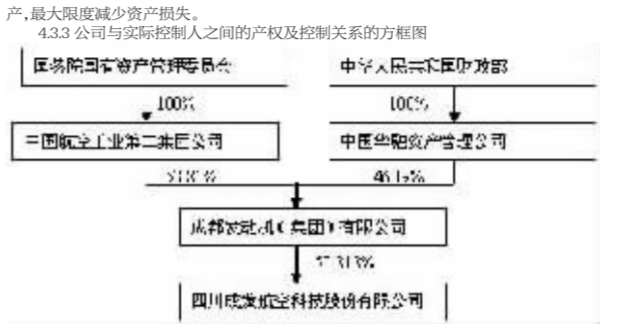 产,最大限度减少资产损失。
4.3.3 公司与实际控制人之间的产权及控制关系的方框图
国务院国有资产管理委员会 中华人民共和国财政部
100% 100%
中国航空工业第二集团公司 中国华融资产管理公司
成都发动机(集团)有限公司
四川成发航空科技股份有限公司